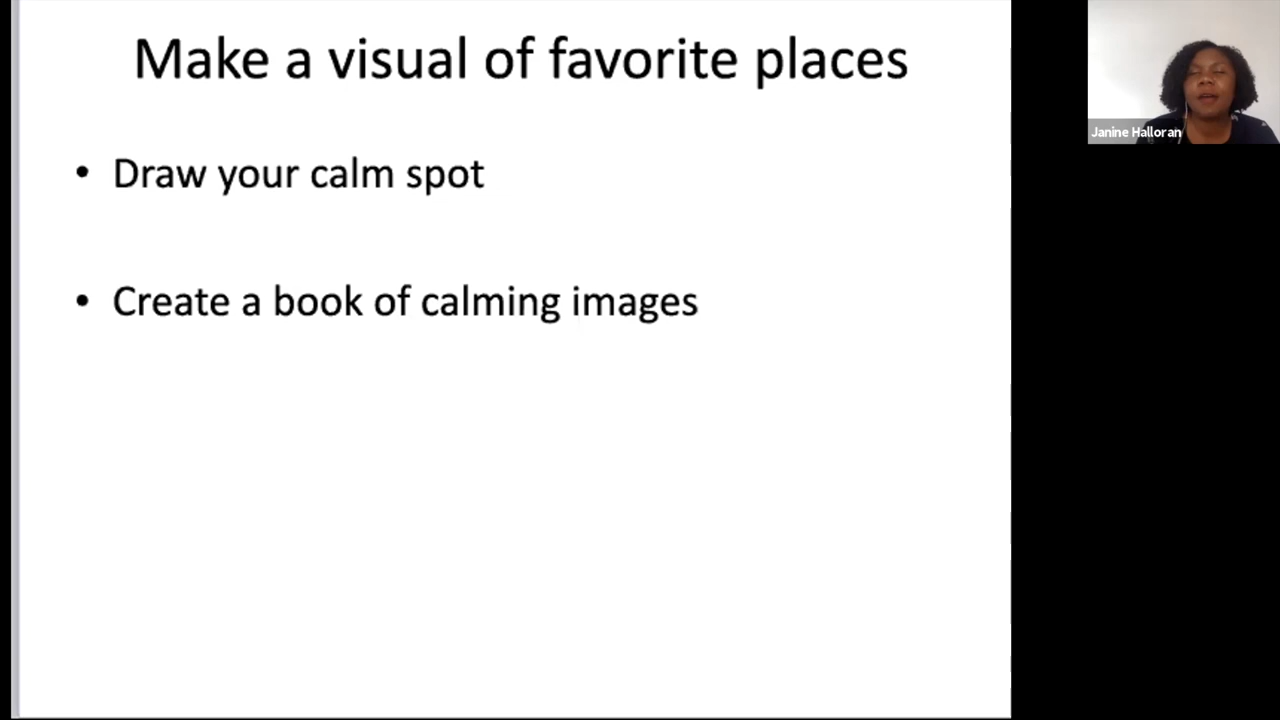 Make a visual of favorite places
• Draw your calm spot
• Create a book of calming images
Janine Halloran